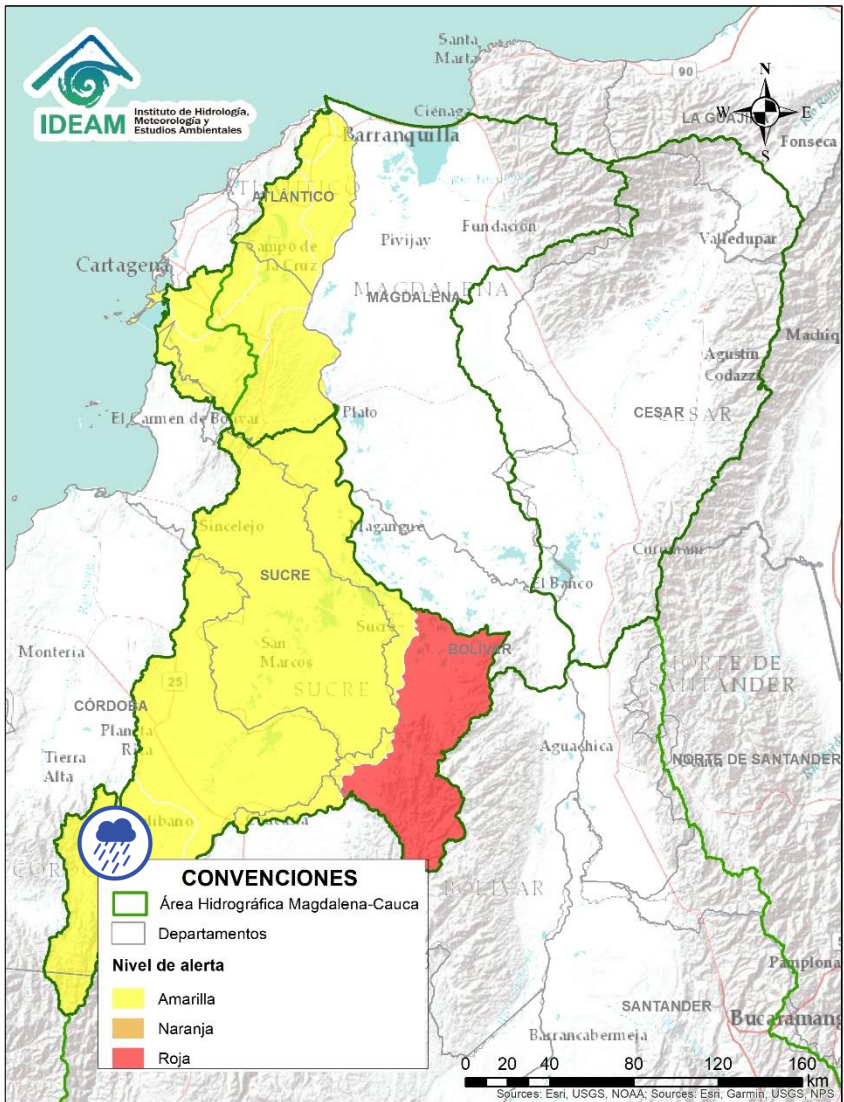 IDEAM
Instituto de Hidrología,
Meteorología y
Estudios Ambientales
Santa
Marta
90
N
W
E
S
Ciénaga
LA GUAJI
Barranquilla
Fonseca
ATLÁNTICO
Pivijay
Fundación
Valledupar
Campo de
la Cruz
Cartagena
MAGDALENA
MAGDALENA
Machiq
Agustín
Codazzi
El Carmen de Bolívar
Plato
CESAR
CESAR
Sincelejo
Magangué
Curumaní
SUCRE
El Banco
Sucre
San
Marcos
BOLÍVAR
Montería
25
SUCRE
NORTE DE
SANTANDER
CÓRDOBA
Planeta
Rica
Aguachica
Tierra
Alta
NORTE DE SANTANDER
BOLÍVAR
CONVENCIONES
Área Hidrográfica Magdalena-Cauca
Departamentos
Nivel de alerta
Amarilla
Naranja
Roja
Pamplona
SANTANDER
Bucaramang
Barrancabermeja
0 20 40 80 120 160
km
Sources: Esri, USGS, NOAA; Sources: Esri, Garmin, USGS, NPS